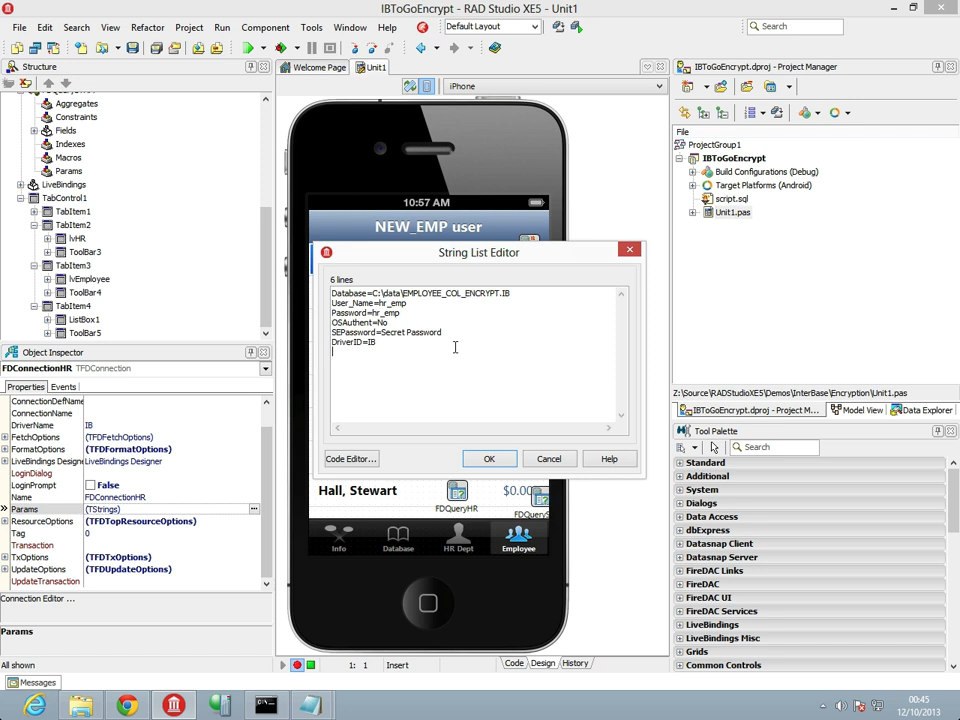 IBToGoEncrypt - RAD Studio XE5 - Unit1
File Edit Search View Refactor Project Run Component Tools Window Help
Default Layout
Search
Structure
Welcome Page
Unit1
IBToGoEncrypt.dproj - Project Manager
iPhone
Aggregates
Constraints
Fields
Indexes
Macros
Params
LiveBindings
TabControl1
TabItem1
TabItem2
lvHR
ToolBar3
TabItem3
lvEmployee
ToolBar4
TabItem4
ListBox1
ToolBar5
File
ProjectGroup1
IBToGoEncrypt
Build Configurations (Debug)
Target Platforms (Android)
script.sql
Unit1.pas
10:57 AM
NEW_EMP user
String List Editor
6 lines
Database=C:\data\EMPLOYEE_COL_ENCRYPT.IB
User_Name=hr_emp
Password=hr_emp
OSAuthent=No
SEPassword=Secret Password
DriverID=IB
Code Editor...
OK
Cancel
Help
Hall, Stewart
$0.00
FDQueryHR
Info
Database
HR Dept
Employee
Object Inspector
FDConnectionHR TFDConnection
Properties Events
ConnectionDefName
ConnectionName
DriverName IB
FetchOptions (TFDFetchOptions)
FormatOptions (TFDFormatOptions)
LiveBindings Designer LiveBindings Designer
LoginDialog
LoginPrompt False
Name FDConnectionHR
Params (TStrings)
ResourceOptions (TFDTopResourceOptions)
Tag 0
Transaction
TxOptions (TFDTxOptions)
UpdateOptions (TFDUpdateOptions)
UpdateTransaction
Connection Editor ...
Params
All shown
1: 1
Insert
Code Design History
Messages
Z:\Source\RADStudioXE5\Demos\InterBase\Encryption\Unit1.pas
IBToGoEncrypt.dproj - Project M...
Model View
Data Explorer
Tool Palette
Search
Standard
Additional
System
Dialogs
Data Access
dbExpress
Datasnap Client
Datasnap Server
FireDAC Links
FireDAC
FireDAC UI
FireDAC Services
LiveBindings
LiveBindings Misc
Grids
Common Controls
00:45
12/10/2013